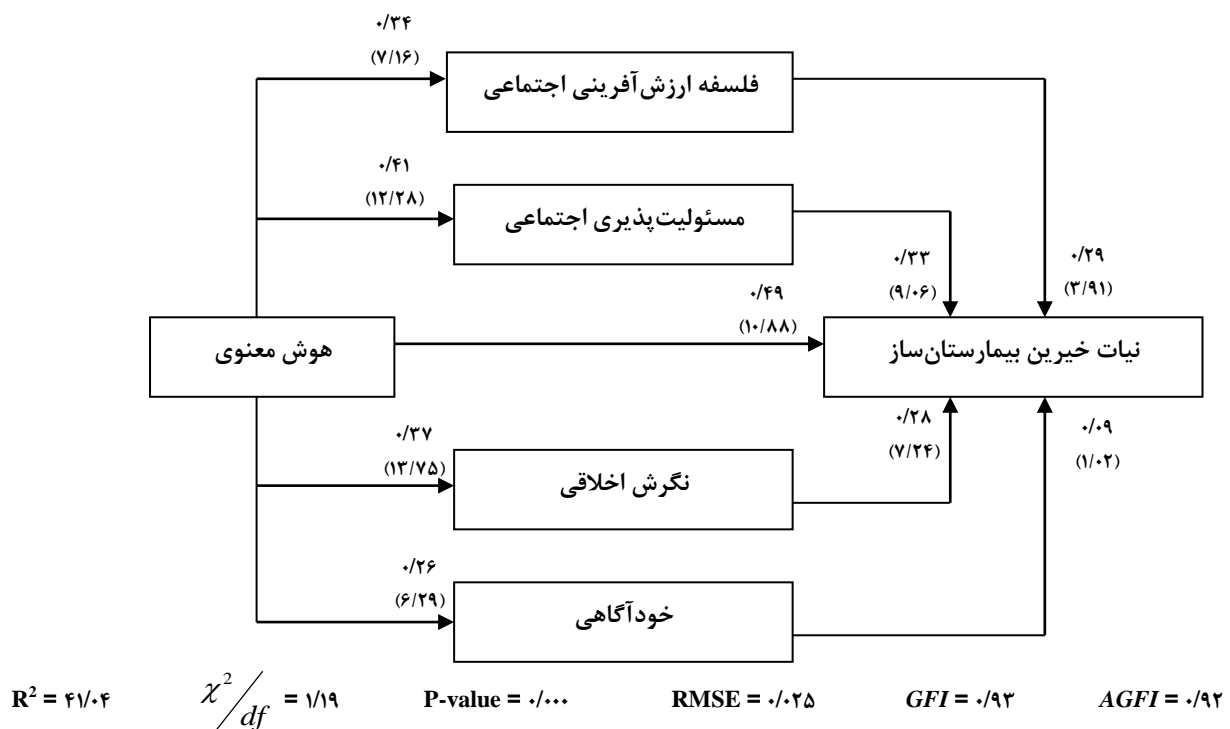 ۰/۳۴
(۷/۱۶)
فلسفه ارزش‌آفرینی اجتماعی
۰/۴۱
(۱۲/۲۸)
مسئولیت‌پذیری اجتماعی
۰/۳۳
(۹/۰۶)
۰/۲۹
(۳/۹۱)
۰/۴۹
(۱۰/۸۸)
هوش معنوی
نیات خیرین بیمارستان‌ساز
۰/۳۷
(۱۳/۷۵)
نگرش اخلاقی
۰/۲۸
(۷/۲۴)
۰/۰۹
(۱/۰۲)
۰/۲۶
(۶/۲۹)
خودآگاهی
R² = ۴۱/۰۴ χ²/df = ۱/۱۹ P-value = ۰/۰۰۰ RMSE = ۰/۰۲۵ GFI = ۰/۹۳ AGFI = ۰/۹۲